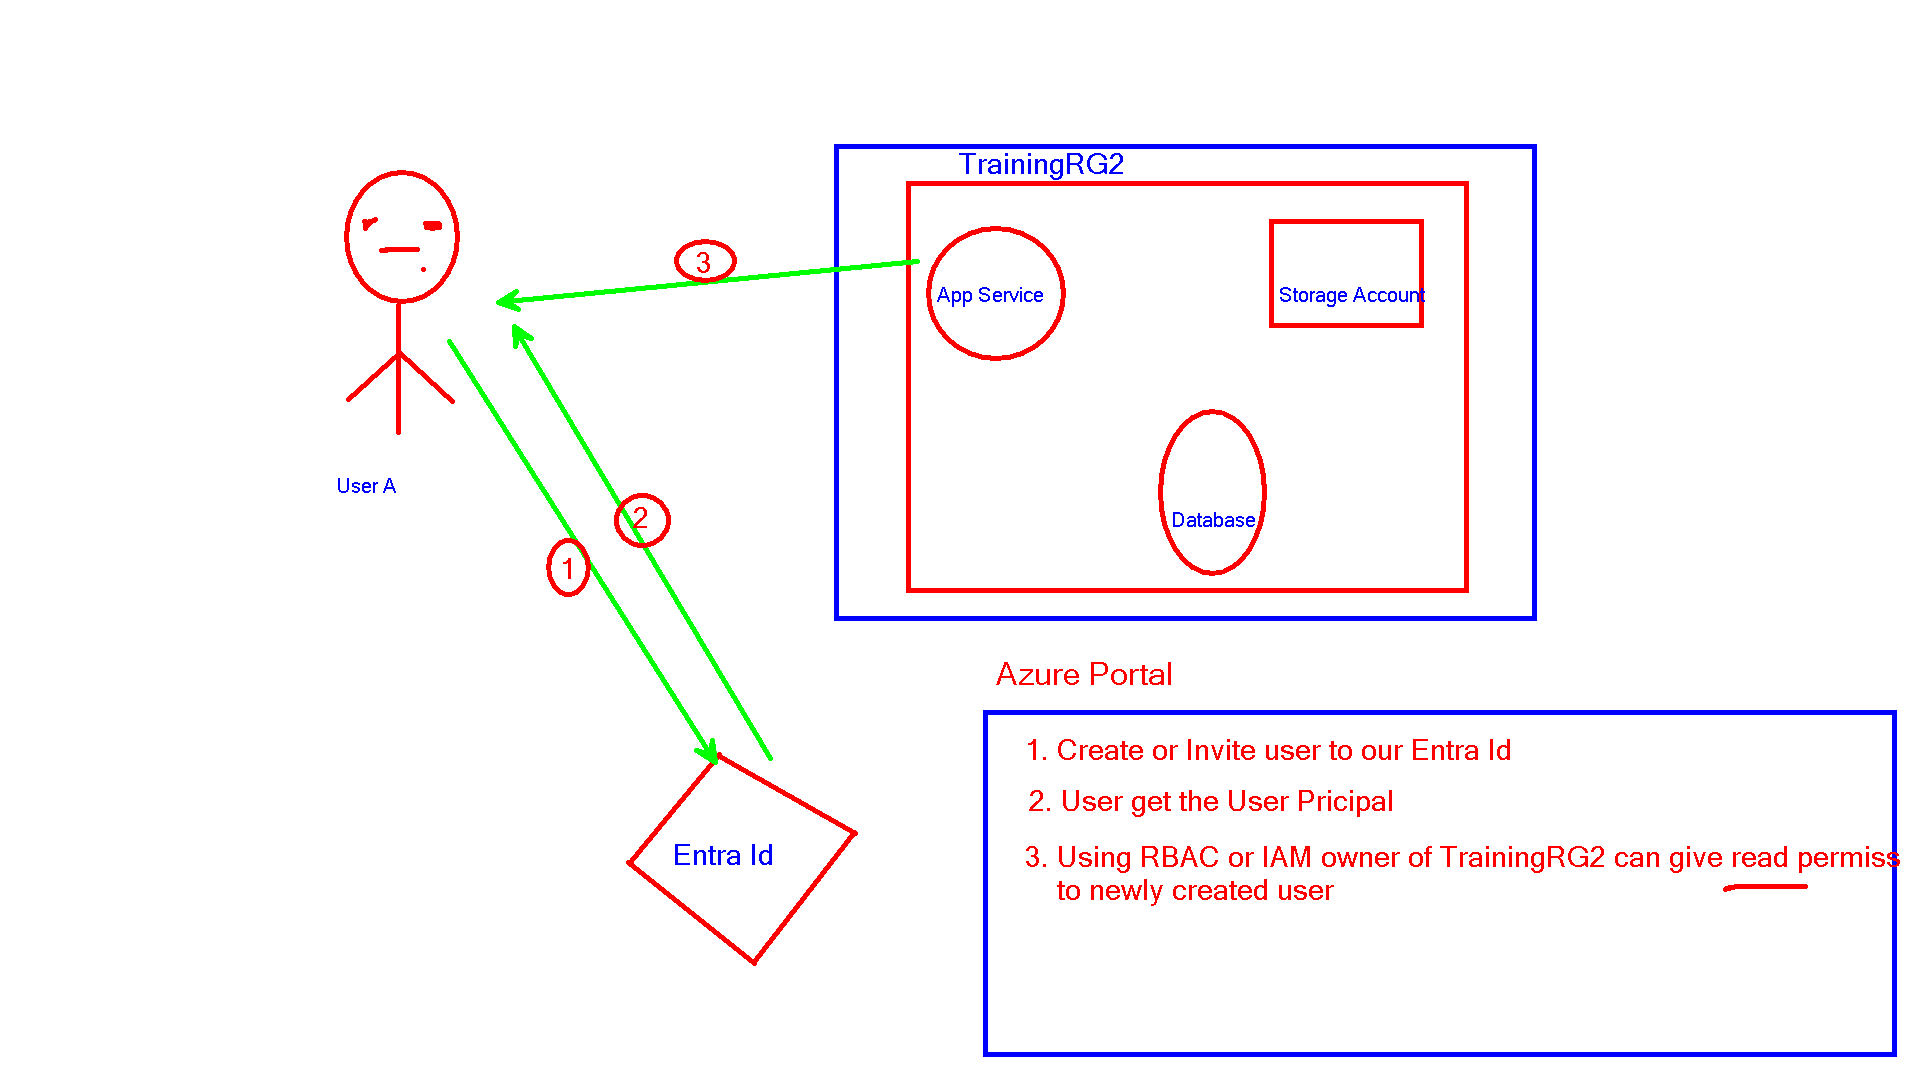 TrainingRG2
3
App Service
Storage Account
User A
2
Database
1
Azure Portal
1. Create or Invite user to our Entra Id
2. User get the User Pricipal
3. Using RBAC or IAM owner of TrainingRG2 can give read permiss
to newly created user
Entra Id